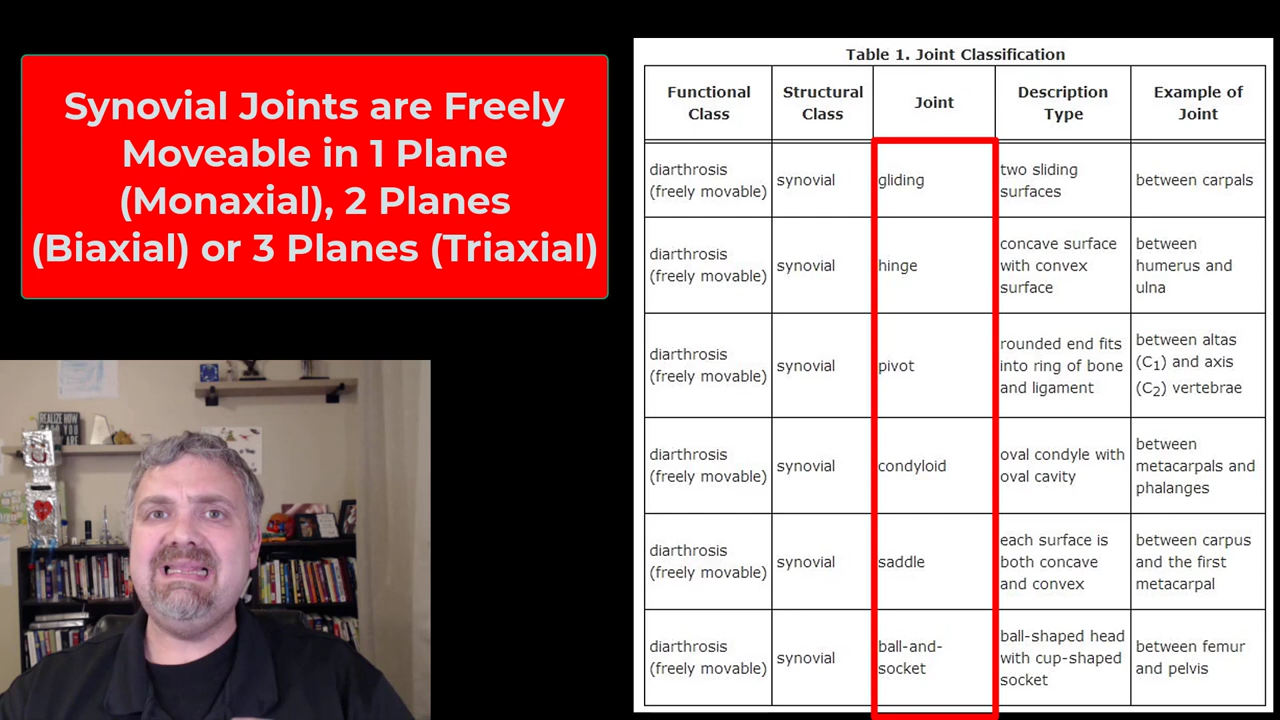 Synovial Joints are Freely
Moveable in 1 Plane
(Monaxial), 2 Planes
(Biaxial) or 3 Planes (Triaxial)
REALIZE HOW
Table 1. Joint Classification
Functional Class | Structural Class | Joint | Description Type | Example of Joint
diarthrosis (freely movable) | synovial | gliding | two sliding surfaces | between carpals
diarthrosis (freely movable) | synovial | hinge | concave surface with convex surface | between humerus and ulna
diarthrosis (freely movable) | synovial | pivot | rounded end fits into ring of bone and ligament | between altas (C1) and axis (C2) vertebrae
diarthrosis (freely movable) | synovial | condyloid | oval condyle with oval cavity | between metacarpals and phalanges
diarthrosis (freely movable) | synovial | saddle | each surface is both concave and convex | between carpus and the first metacarpal
diarthrosis (freely movable) | synovial | ball-and-socket | ball-shaped head with cup-shaped socket | between femur and pelvis